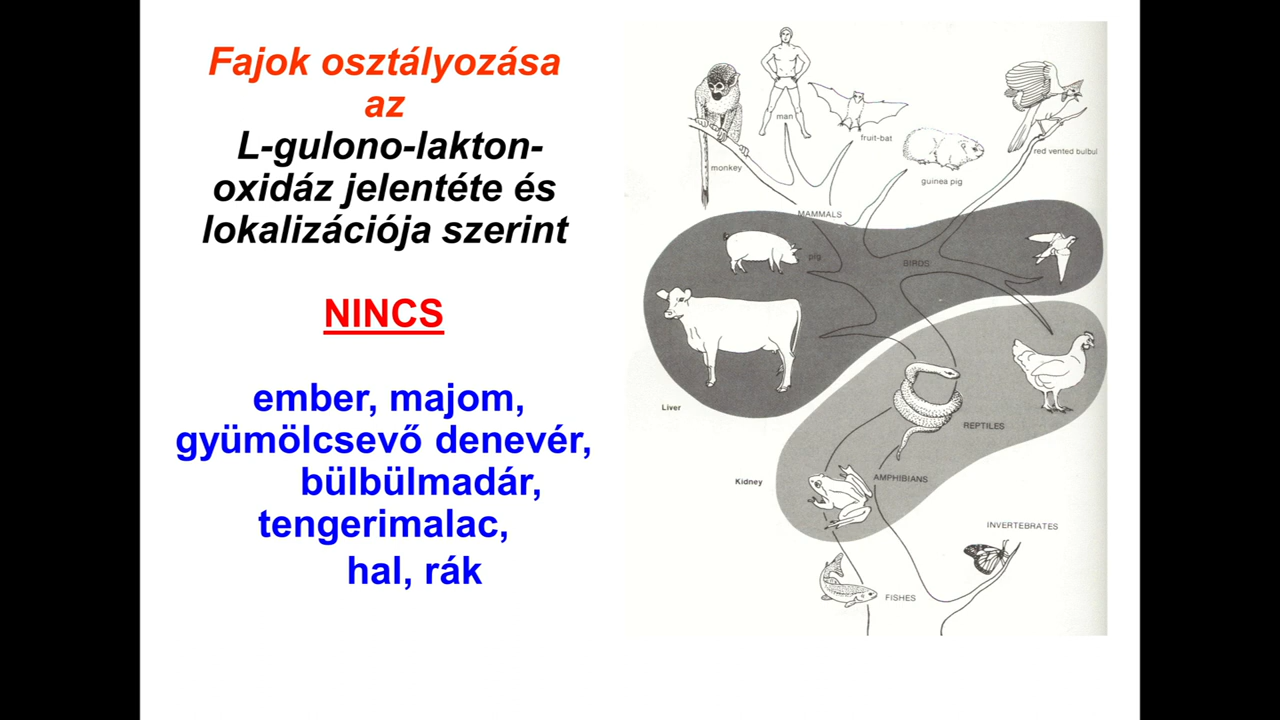 Fajok osztályozása
az
L-gulono-lakton-
oxidáz jelentéte és
lokalizációja szerint
NINCS
ember, majom,
gyümölcsevő denevér,
bülbülmadár,
tengerimalac,
hal, rák
man
fruit-bat
red vented bulbul
monkey
guinea pig
MAMMALS
pig
BIRDS
Liver
REPTILES
Kidney
AMPHIBIANS
INVERTEBRATES
FISHES